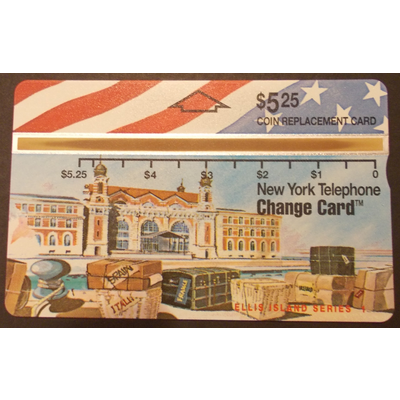 $5.25
COIN REPLACEMENT CARD
$5.25 $4 $3 $2 $1 0
New York Telephone
Change Card™
ITALY
ELLIS ISLAND SERIES